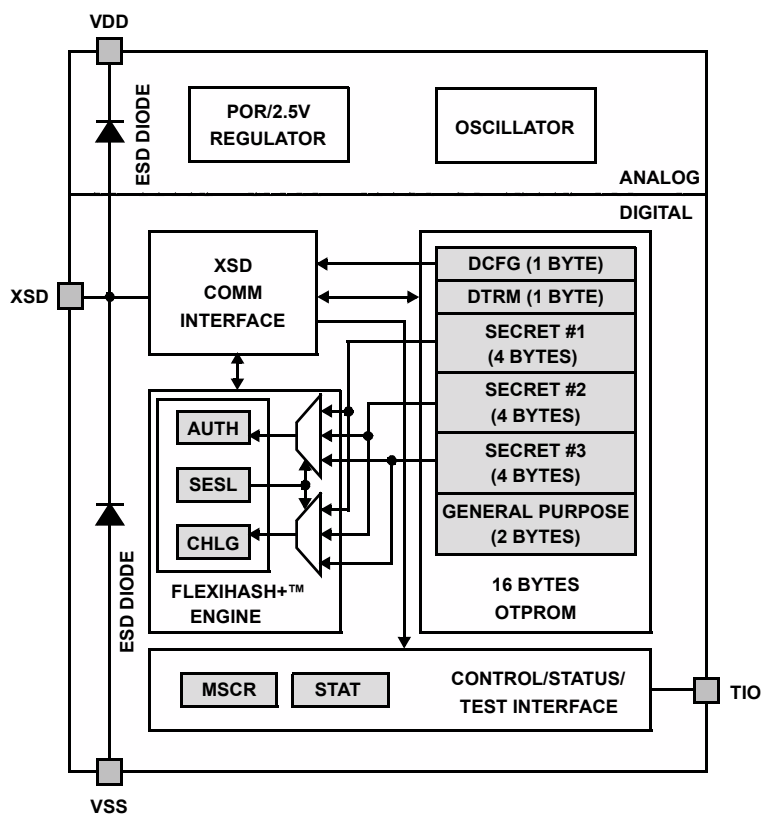 VDD
ESD DIODE
POR/2.5V
REGULATOR
OSCILLATOR
ANALOG
DIGITAL
XSD
XSD
COMM
INTERFACE
DCFG (1 BYTE)
DTRM (1 BYTE)
SECRET #1
(4 BYTES)
SECRET #2
(4 BYTES)
SECRET #3
(4 BYTES)
GENERAL PURPOSE
(2 BYTES)
16 BYTES
OTPROM
AUTH
SESL
CHLG
FLEXIHASH+™
ENGINE
ESD DIODE
MSCR
STAT
CONTROL/STATUS/
TEST INTERFACE
TIO
VSS